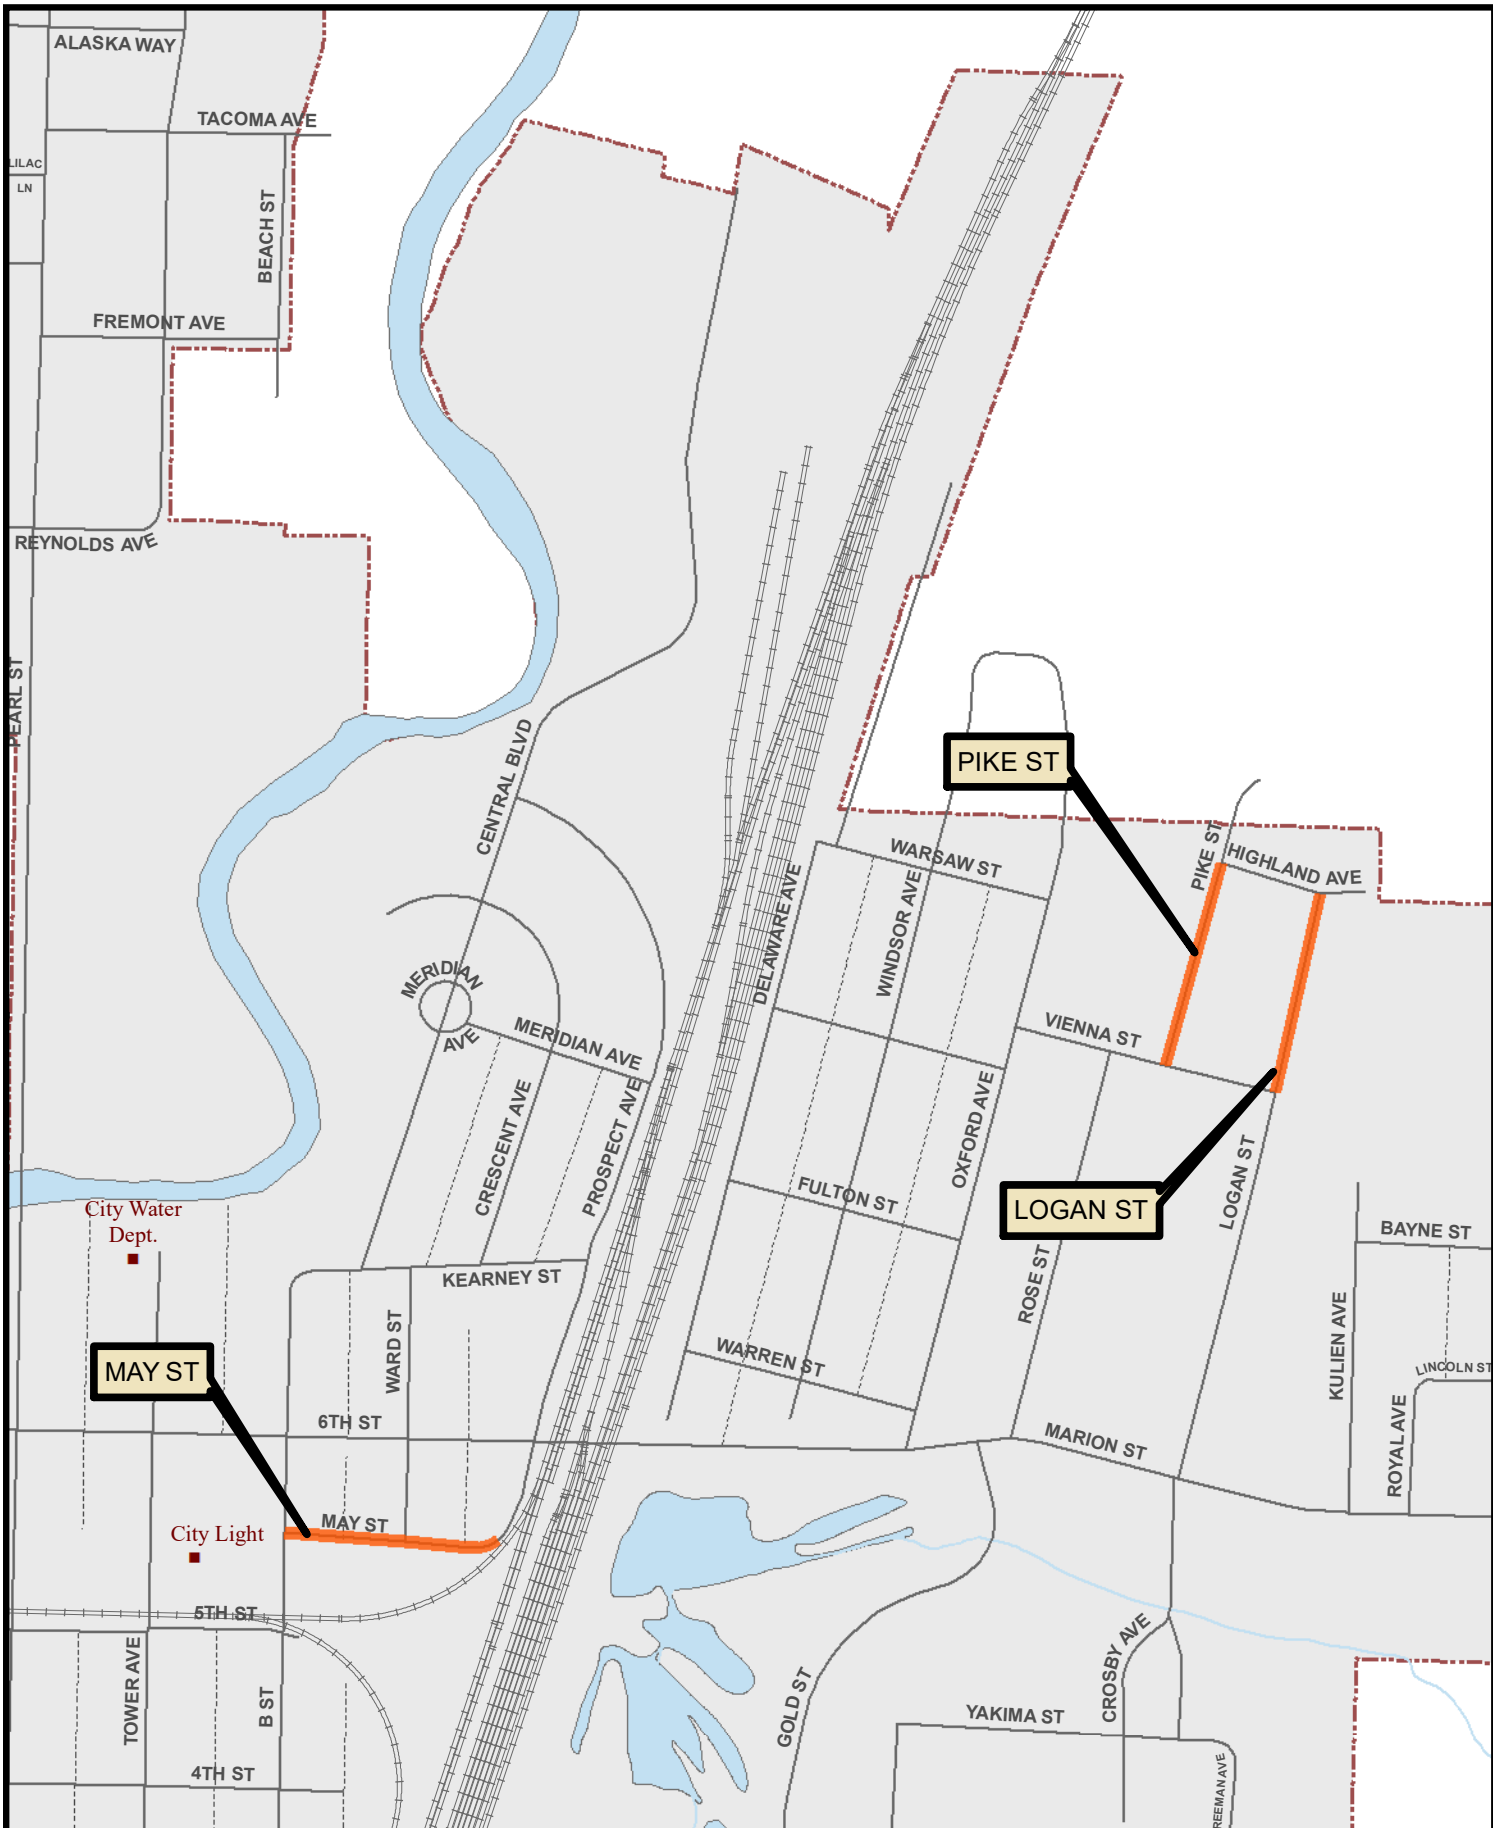 ALASKA WAY
TACOMA AVE
LILAC
LN
BEACH ST
FREMONT AVE
REYNOLDS AVE
PEARL ST
CENTRAL BLVD
PIKE ST
PIKE ST
HIGHLAND AVE
WARSAW ST
DELAWARE AVE
WINDSOR AVE
MERIDIAN
AVE
MERIDIAN AVE
VIENNA ST
CRESCENT AVE
PROSPECT AVE
OXFORD AVE
FULTON ST
LOGAN ST
LOGAN ST
City Water
Dept.
BAYNE ST
KEARNEY ST
ROSE ST
WARD ST
KULIEN AVE
WARREN ST
MAY ST
LINCOLN ST
ROYAL AVE
6TH ST
MARION ST
MAY ST
City Light
5TH ST
TOWER AVE
B ST
GOLD ST
CROSBY AVE
YAKIMA ST
4TH ST
REEMAN AVE